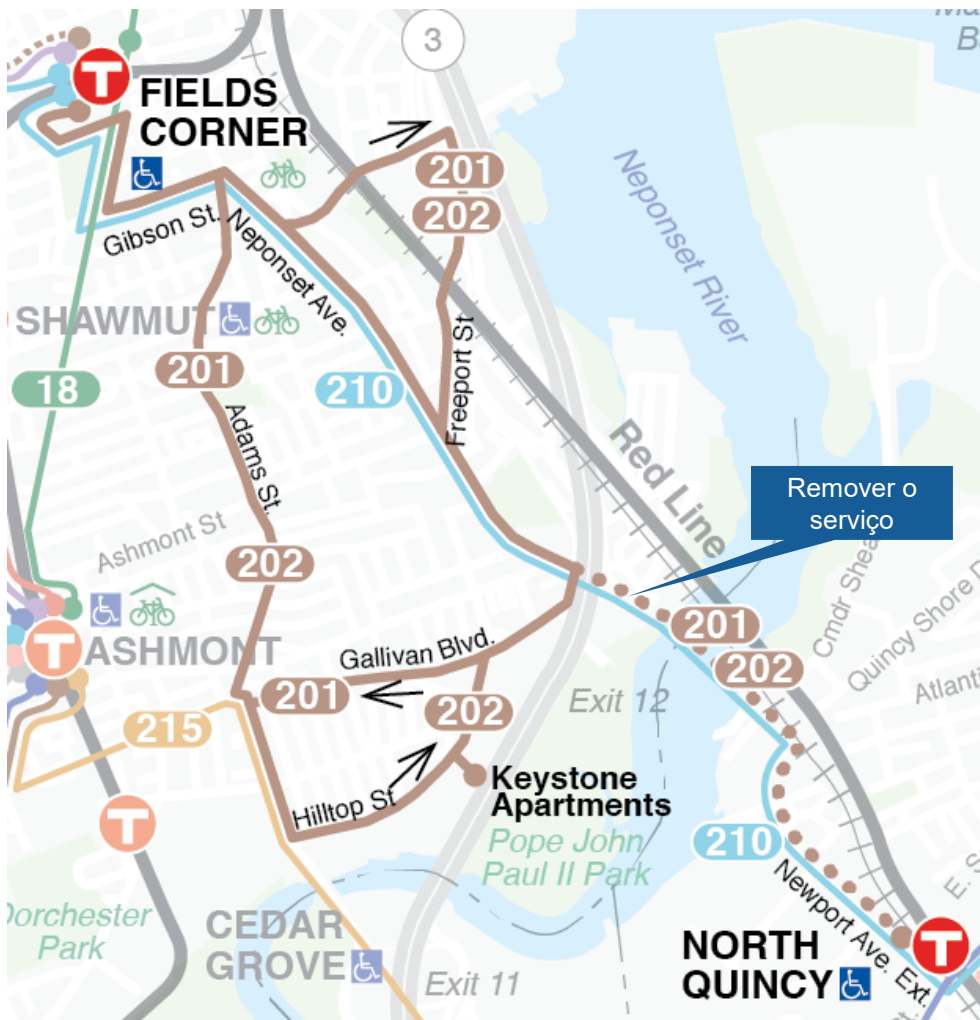 3
T
FIELDS
CORNER
201
202
Gibson St.
Neponset Ave.
Neponset River
SHAWMUT
201
18
210
Freeport St
Adams St.
Red Line
Remover o
serviço
Ashmont St
202
T
ASHMONT
Gallivan Blvd.
201
202
201
202
Cmdr Shea
Quincy Shore D
Atlanti
215
Exit 12
Keystone
Apartments
Hilltop St
T
Pope John
Paul II Park
210
Newport Ave. Ext.
E. S
Dorchester
Park
CEDAR
GROVE
Exit 11
NORTH
QUINCY
T